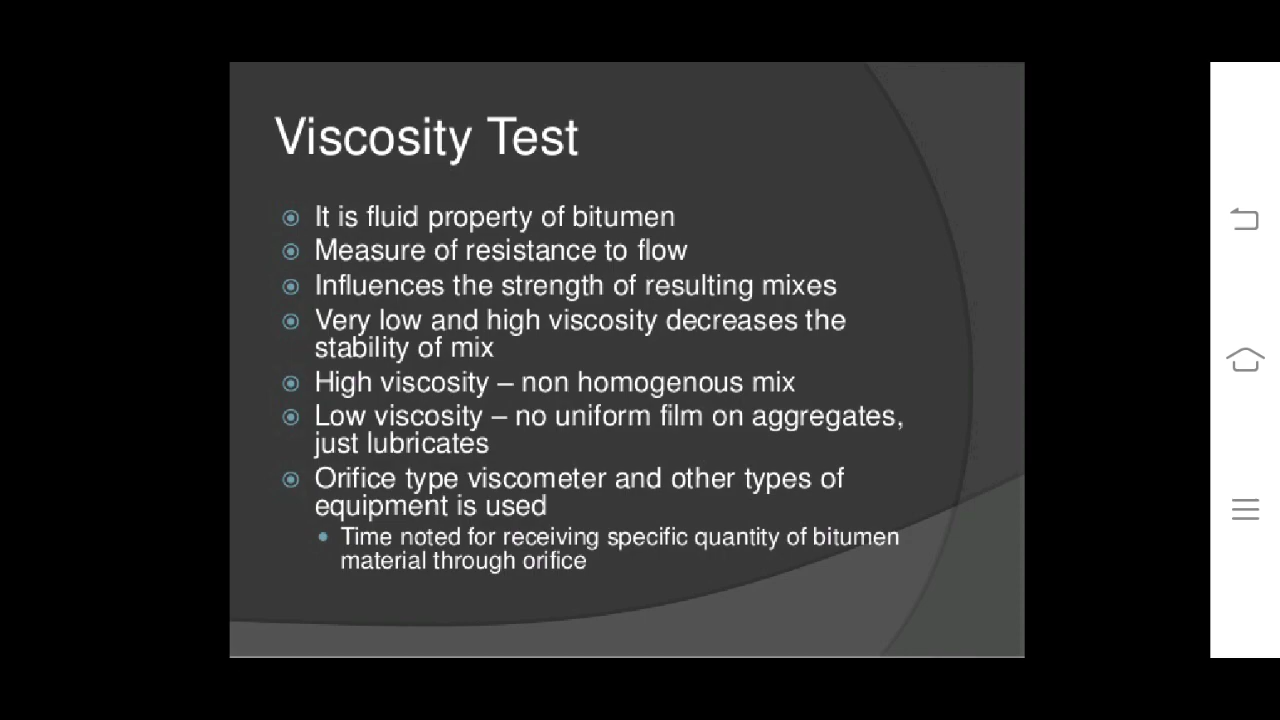 Viscosity Test
It is fluid property of bitumen
Measure of resistance to flow
Influences the strength of resulting mixes
Very low and high viscosity decreases the
stability of mix
High viscosity – non homogenous mix
Low viscosity – no uniform film on aggregates,
just lubricates
Orifice type viscometer and other types of
equipment is used
Time noted for receiving specific quantity of bitumen
material through orifice